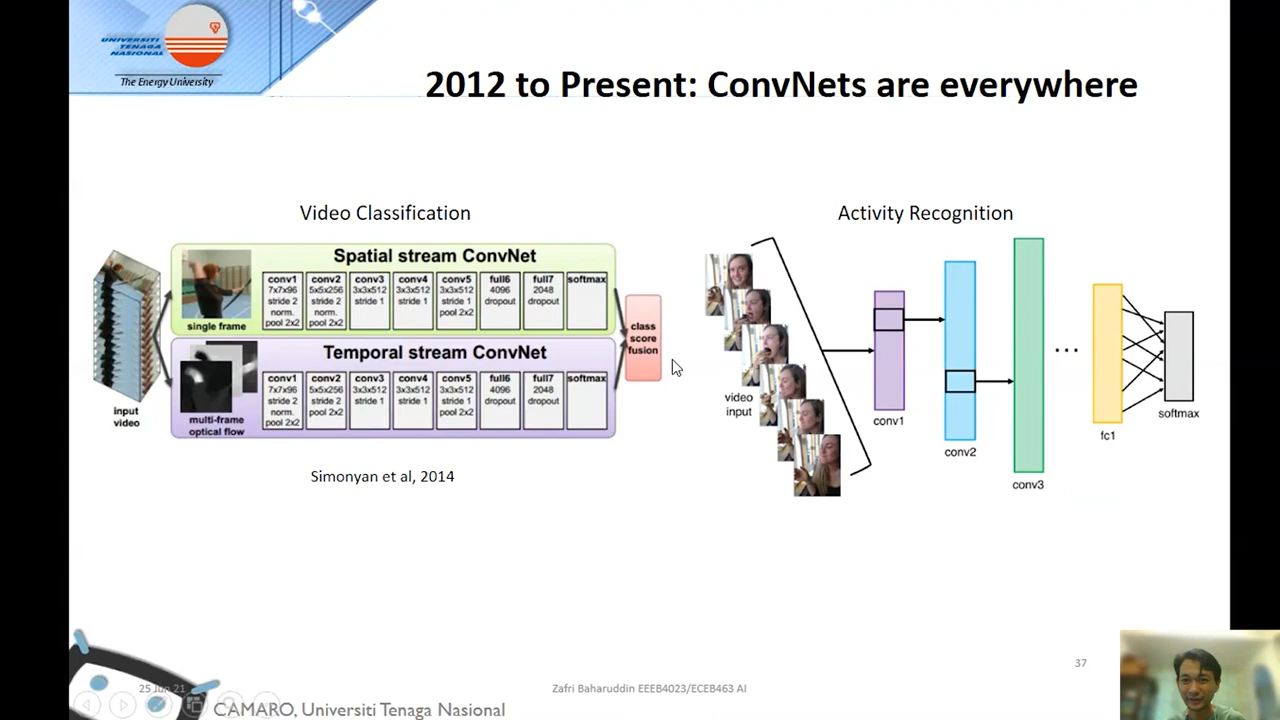 UNIVERSITI
TENAGA
NASIONAL
The Energy University
2012 to Present: ConvNets are everywhere
Video Classification
Spatial stream ConvNet
single frame
conv1
7x7x96
stride 2
norm.
pool 2x2
conv2
5x5x256
stride 2
norm.
pool 2x2
conv3
3x3x512
stride 1
conv4
3x3x512
stride 1
conv5
3x3x512
stride 1
pool 2x2
full6
4096
dropout
full7
2048
dropout
softmax
Temporal stream ConvNet
input
video
multi-frame
optical flow
conv1
7x7x96
stride 2
norm.
pool 2x2
conv2
5x5x256
stride 2
pool 2x2
conv3
3x3x512
stride 1
conv4
3x3x512
stride 1
conv5
3x3x512
stride 1
pool 2x2
full6
4096
dropout
full7
2048
dropout
softmax
class
score
fusion
Simonyan et al, 2014
Activity Recognition
video
input
conv1
conv2
conv3
...
fc1
softmax
37
25 Jun 21
Zafri Baharuddin EEEB4023/ECEB463 AI
CAMARO, Universiti Tenaga Nasional